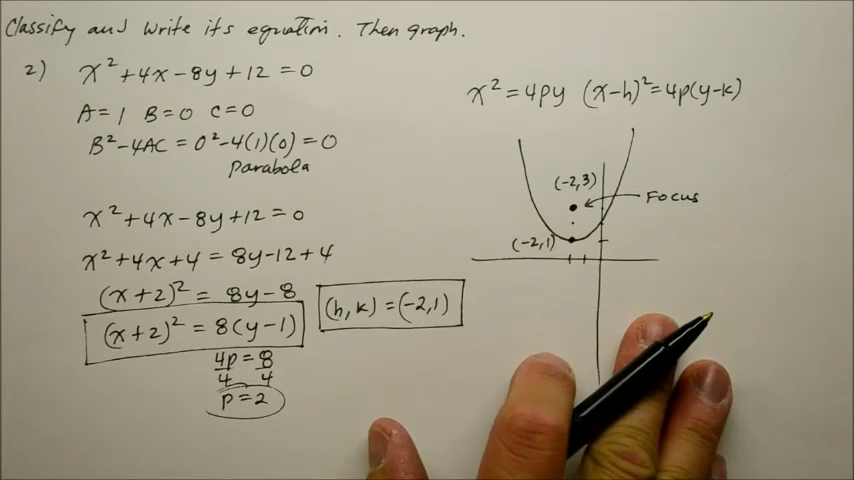 Classify and write its equation. Then graph.
2) x² + 4x - 8y + 12 = 0
A = 1 B = 0 C = 0
B² - 4AC = 0² - 4(1)(0) = 0
Parabola
x² + 4x - 8y + 12 = 0
x² + 4x + 4 = 8y - 12 + 4
(x + 2)² = 8y - 8
(x + 2)² = 8(y - 1)
(h, k) = (-2, 1)
4p = 8
4 4
p = 2
x² = 4py (x - h)² = 4p(y - k)
(-2, 3)
Focus
(-2, 1)